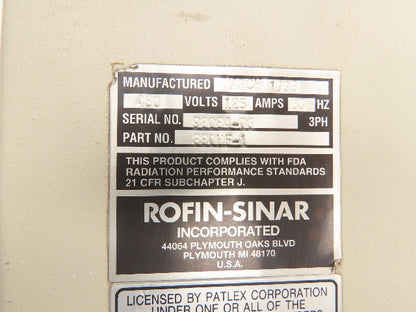 MANUFACTURED
480 VOLTS 125 AMPS 60 HZ
SERIAL NO. 3PH
PART NO.
THIS PRODUCT COMPLIES WITH FDA
RADIATION PERFORMANCE STANDARDS
21 CFR SUBCHAPTER J.
ROFIN-SINAR
INCORPORATED
44064 PLYMOUTH OAKS BLVD
PLYMOUTH MI 48170
U.S.A.
LICENSED BY PATLEX CORPORATION
UNDER ONE OR ALL OF THE